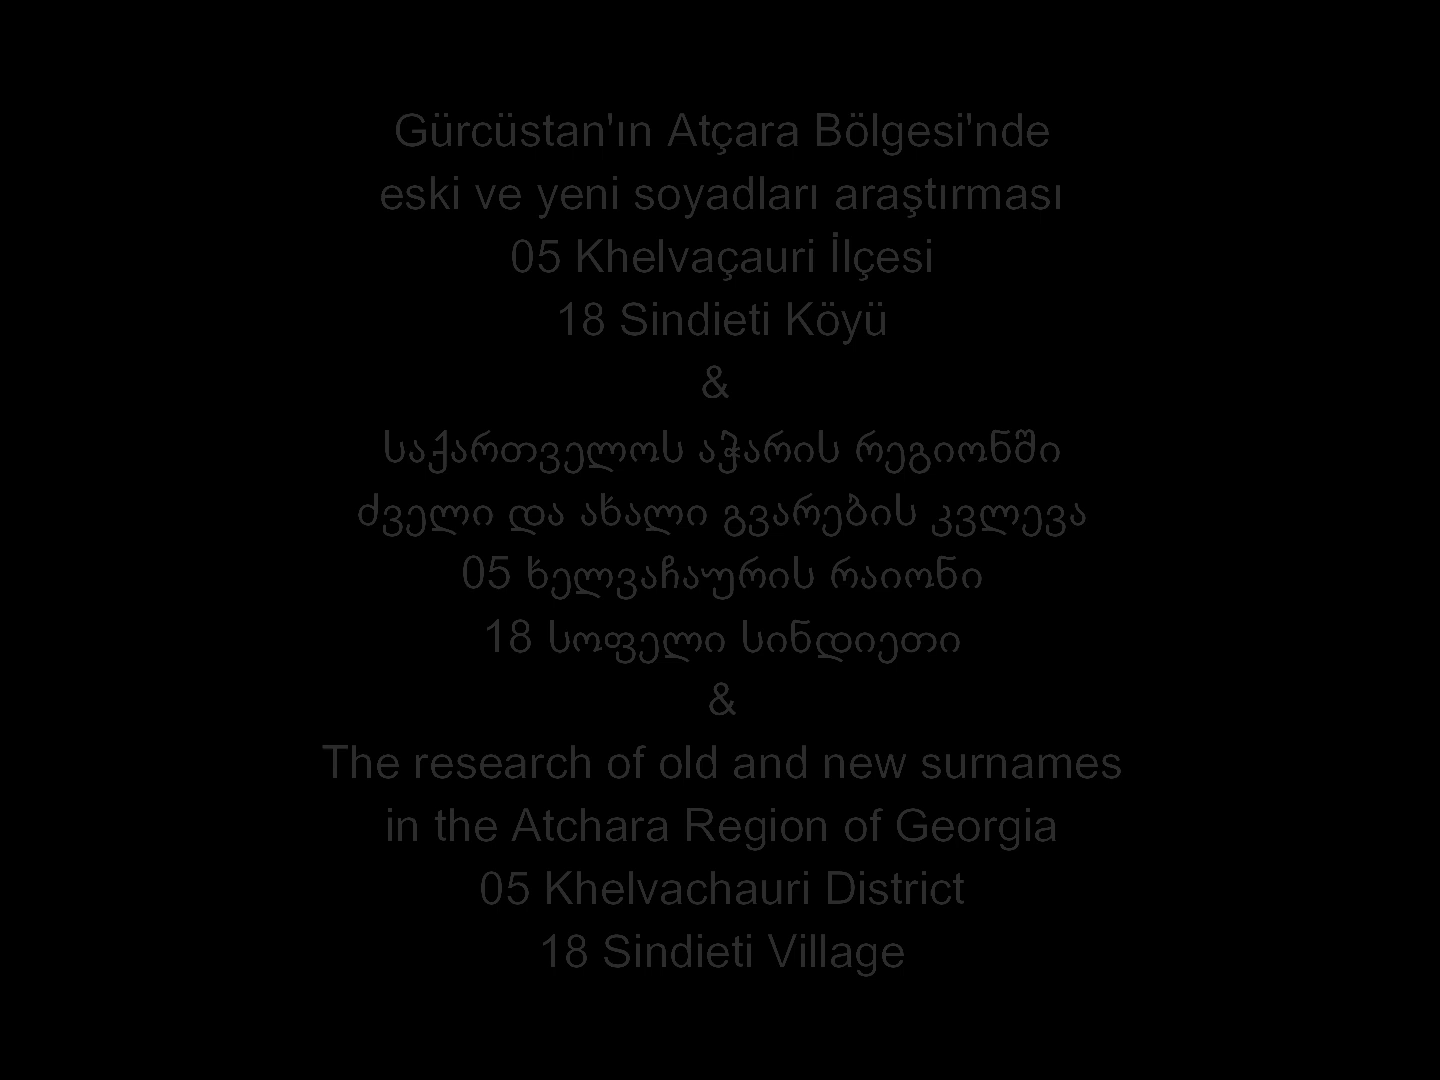 Gürcüstan'ın Atçara Bölgesi'nde
eski ve yeni soyadları araştırması
05 Khelvaçauri İlçesi
18 Sindieti Köyü
&
საქართველოს აჭარის რეგიონში
ძველი და ახალი გვარების კვლევა
05 ხელვაჩაურის რაიონი
18 სოფელი სინდიეთი
&
The research of old and new surnames
in the Atchara Region of Georgia
05 Khelvachauri District
18 Sindieti Village